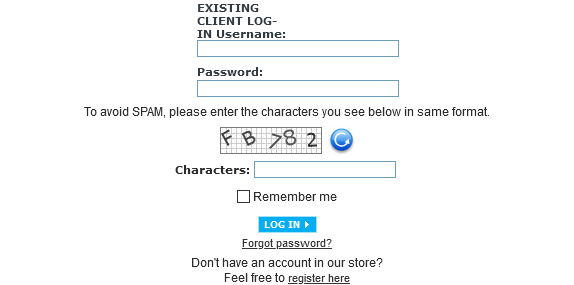 EXISTING
CLIENT LOG-
IN Username:
Password:
To avoid SPAM, please enter the characters you see below in same format.
F B 7 8 2
Characters:
Remember me
LOG IN
Forgot password?
Don't have an account in our store?
Feel free to register here